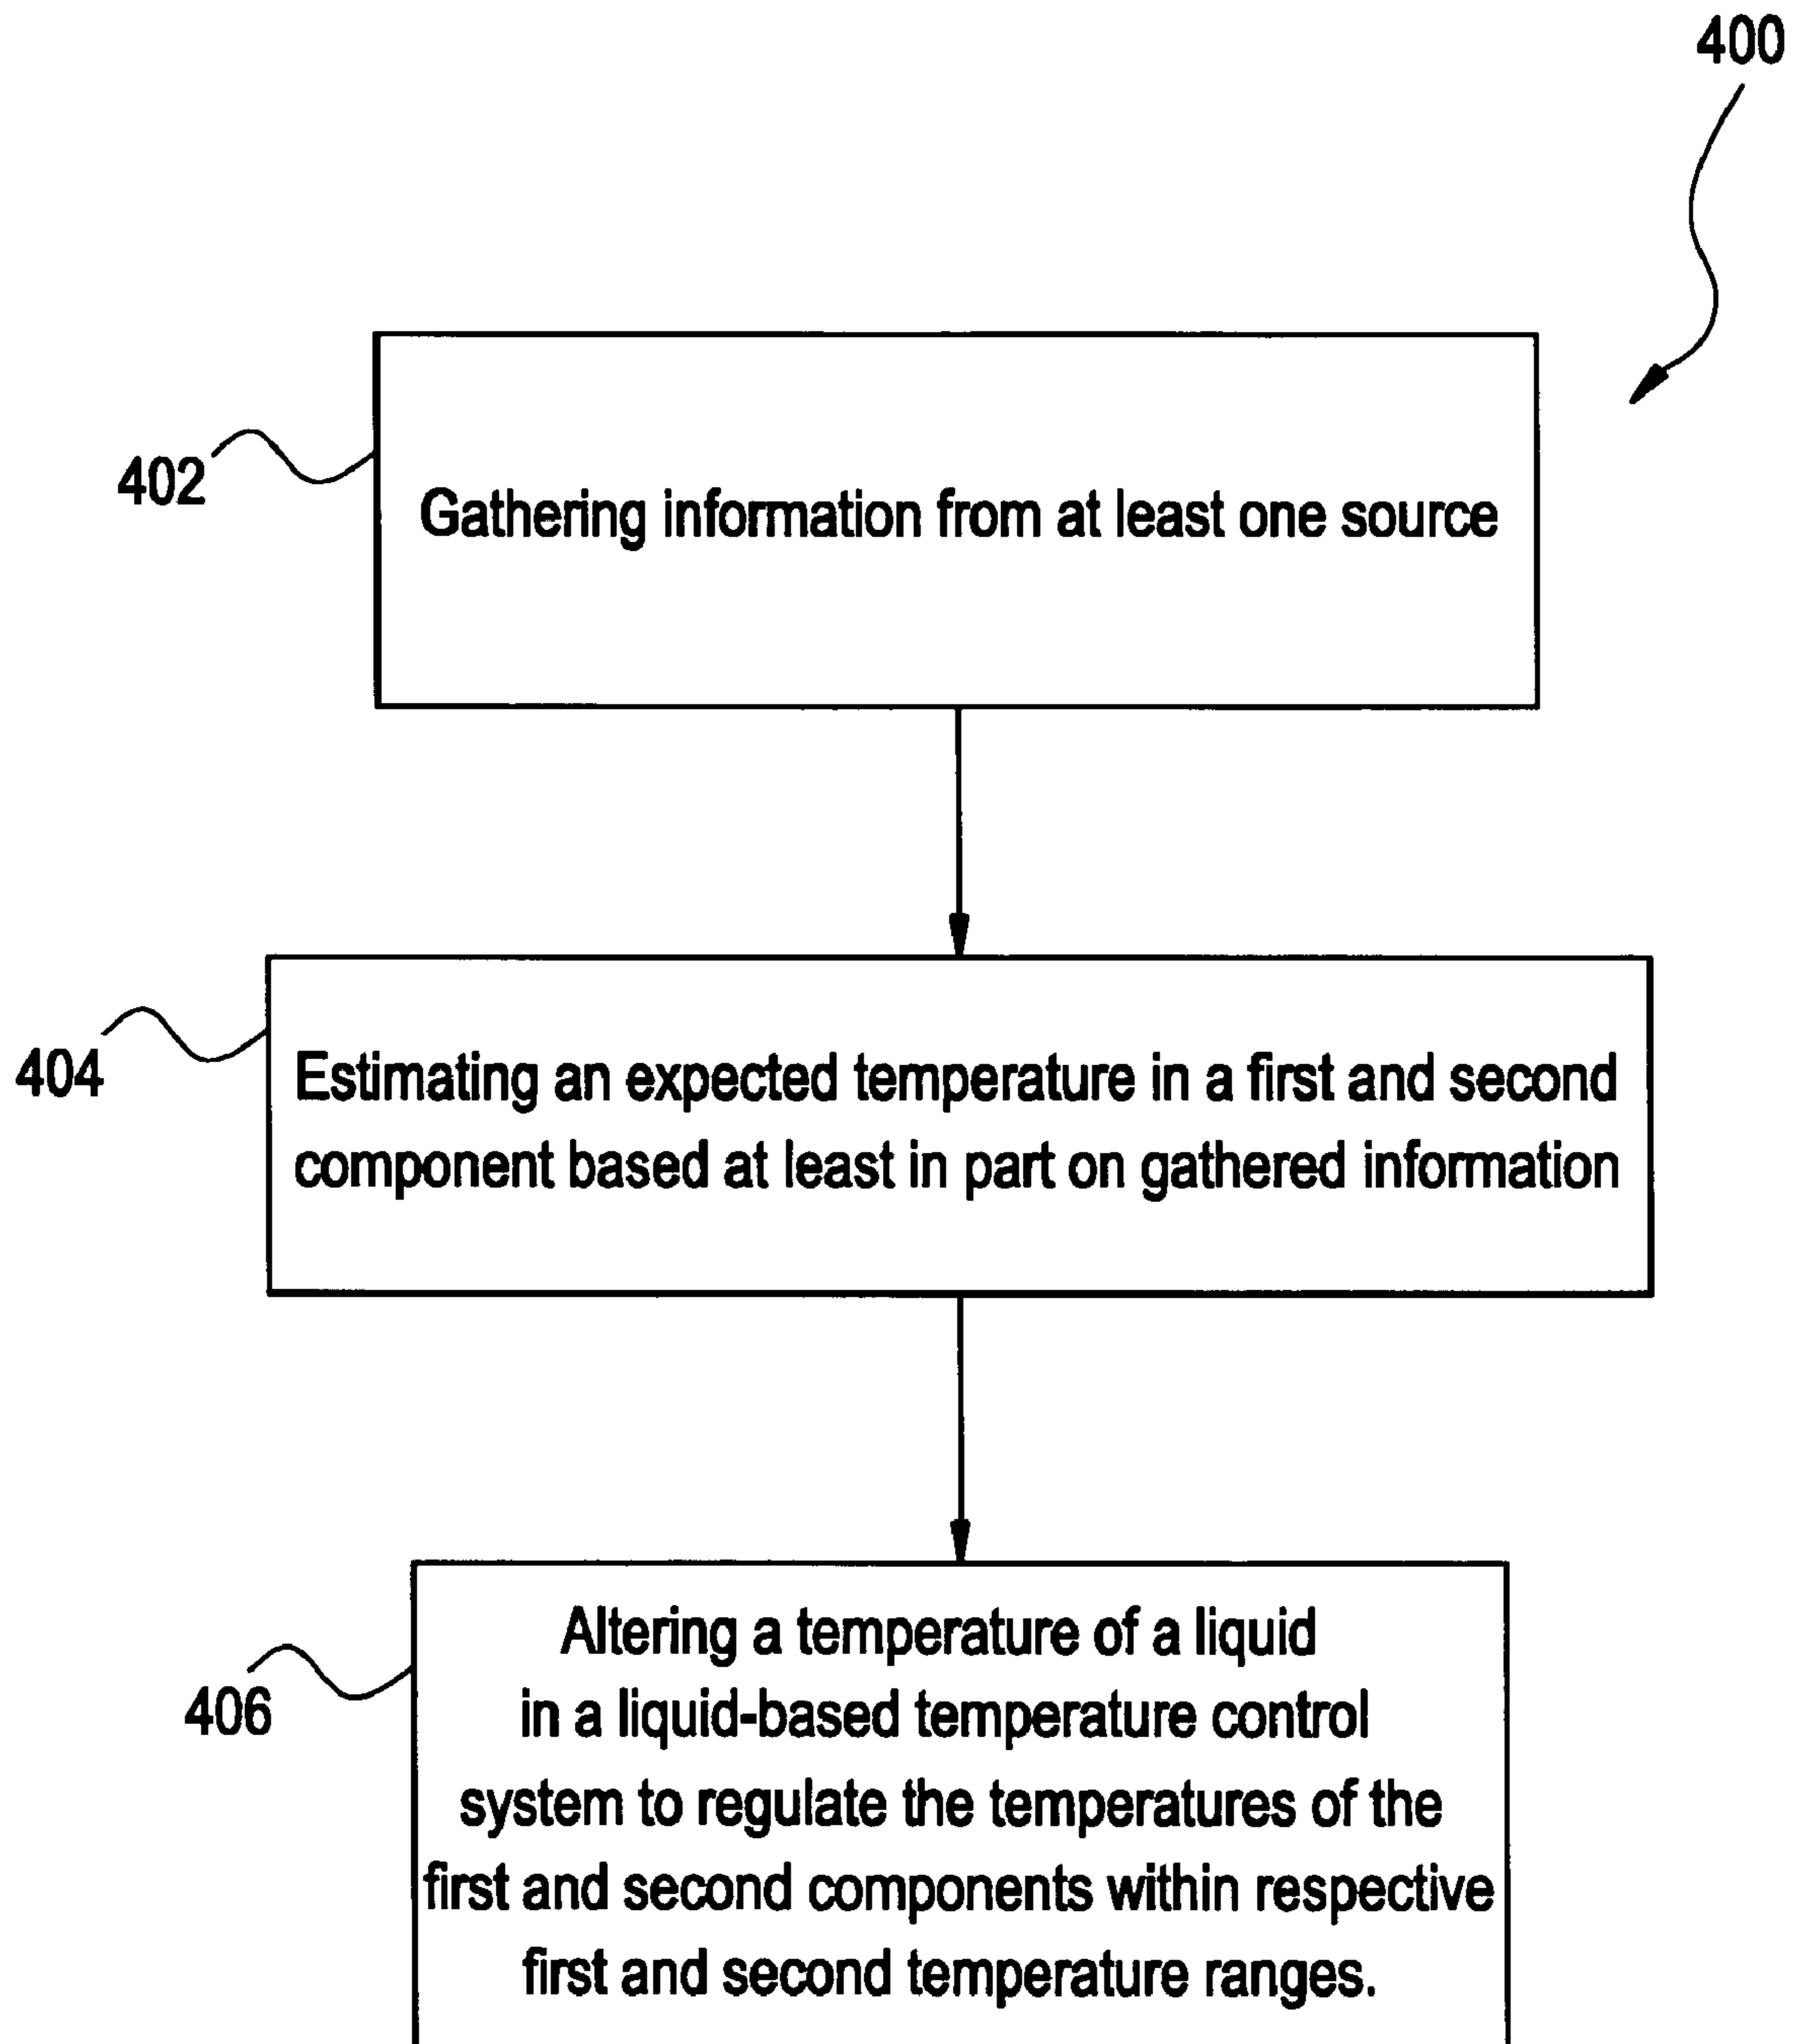 400
402
Gathering information from at least one source
404
Estimating an expected temperature in a first and second
component based at least in part on gathered information
406
Altering a temperature of a liquid
in a liquid-based temperature control
system to regulate the temperatures of the
first and second components within respective
first and second temperature ranges.